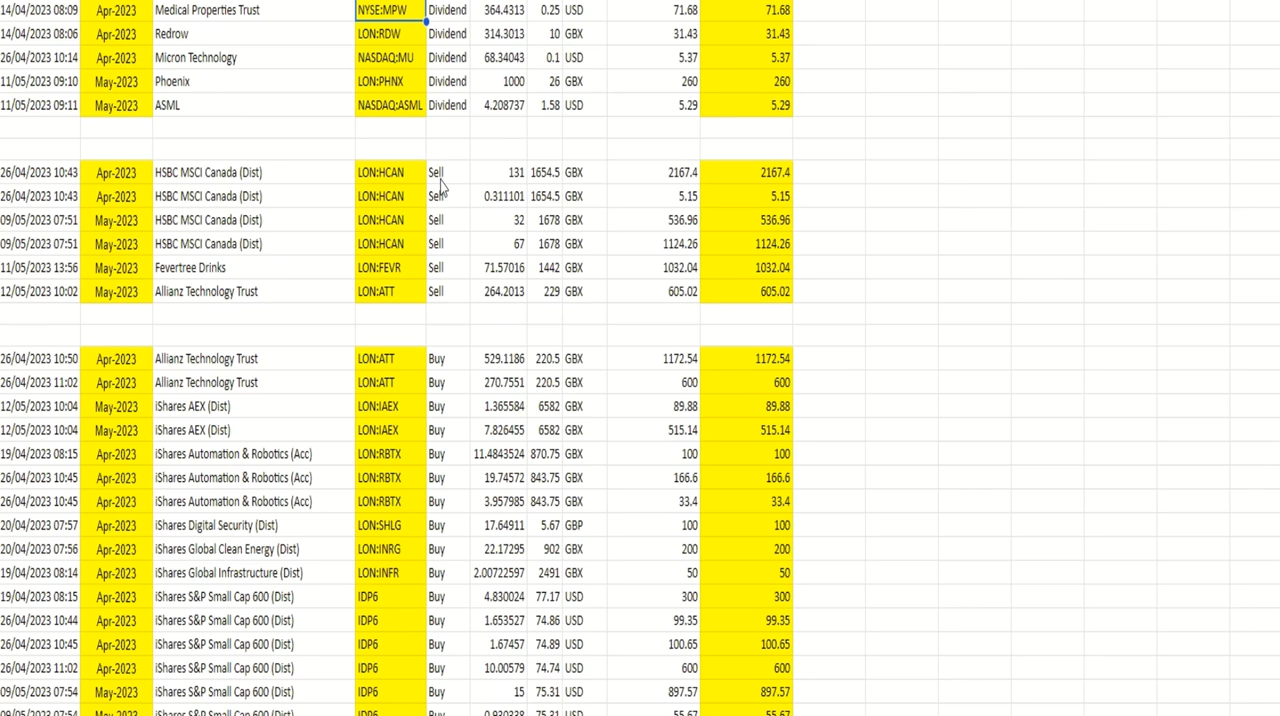 14/04/2023 08:09 Apr-2023 Medical Properties Trust NYSE:MPW Dividend 364.4313 0.25 USD 71.68 71.68
14/04/2023 08:06 Apr-2023 Redrow LON:RDW Dividend 314.3013 10 GBX 31.43 31.43
26/04/2023 10:14 Apr-2023 Micron Technology NASDAQ:MU Dividend 68.34043 0.1 USD 5.37 5.37
11/05/2023 09:10 May-2023 Phoenix LON:PHNX Dividend 1000 26 GBX 260 260
11/05/2023 09:11 May-2023 ASML NASDAQ:ASML Dividend 4.208737 1.58 USD 5.29 5.29
26/04/2023 10:43 Apr-2023 HSBC MSCI Canada (Dist) LON:HCAN Sell 131 1654.5 GBX 2167.4 2167.4
26/04/2023 10:43 Apr-2023 HSBC MSCI Canada (Dist) LON:HCAN Sell 0.311101 1654.5 GBX 5.15 5.15
09/05/2023 07:51 May-2023 HSBC MSCI Canada (Dist) LON:HCAN Sell 32 1678 GBX 536.96 536.96
09/05/2023 07:51 May-2023 HSBC MSCI Canada (Dist) LON:HCAN Sell 67 1678 GBX 1124.26 1124.26
11/05/2023 13:56 May-2023 Fevertree Drinks LON:FEVR Sell 71.57016 1442 GBX 1032.04 1032.04
12/05/2023 10:02 May-2023 Allianz Technology Trust LON:ATT Sell 264.2013 229 GBX 605.02 605.02
26/04/2023 10:50 Apr-2023 Allianz Technology Trust LON:ATT Buy 529.1186 220.5 GBX 1172.54 1172.54
26/04/2023 11:02 Apr-2023 Allianz Technology Trust LON:ATT Buy 270.7551 220.5 GBX 600 600
12/05/2023 10:04 May-2023 iShares AEX (Dist) LON:IAEX Buy 1.365584 6582 GBX 89.88 89.88
12/05/2023 10:04 May-2023 iShares AEX (Dist) LON:IAEX Buy 7.826455 6582 GBX 515.14 515.14
19/04/2023 08:15 Apr-2023 iShares Automation & Robotics (Acc) LON:RBTX Buy 11.4843524 870.75 GBX 100 100
26/04/2023 10:45 Apr-2023 iShares Automation & Robotics (Acc) LON:RBTX Buy 19.74572 843.75 GBX 166.6 166.6
26/04/2023 10:45 Apr-2023 iShares Automation & Robotics (Acc) LON:RBTX Buy 3.957985 843.75 GBX 33.4 33.4
20/04/2023 07:57 Apr-2023 iShares Digital Security (Dist) LON:SHLG Buy 17.64911 5.67 GBP 100 100
20/04/2023 07:56 Apr-2023 iShares Global Clean Energy (Dist) LON:INRG Buy 22.17295 902 GBX 200 200
19/04/2023 08:14 Apr-2023 iShares Global Infrastructure (Dist) LON:INFR Buy 2.00722597 2491 GBX 50 50
19/04/2023 08:15 Apr-2023 iShares S&P Small Cap 600 (Dist) IDP6 Buy 4.830024 77.17 USD 300 300
26/04/2023 10:44 Apr-2023 iShares S&P Small Cap 600 (Dist) IDP6 Buy 1.653527 74.86 USD 99.35 99.35
26/04/2023 10:45 Apr-2023 iShares S&P Small Cap 600 (Dist) IDP6 Buy 1.67457 74.89 USD 100.65 100.65
26/04/2023 11:02 Apr-2023 iShares S&P Small Cap 600 (Dist) IDP6 Buy 10.00579 74.74 USD 600 600
09/05/2023 07:54 May-2023 iShares S&P Small Cap 600 (Dist) IDP6 Buy 15 75.31 USD 897.57 897.57
09/05/2023 07:54 May-2023 iShares S&P Small Cap 600 (Dist) IDP6 Buy 0.930338 75.31 USD 55.67 55.67